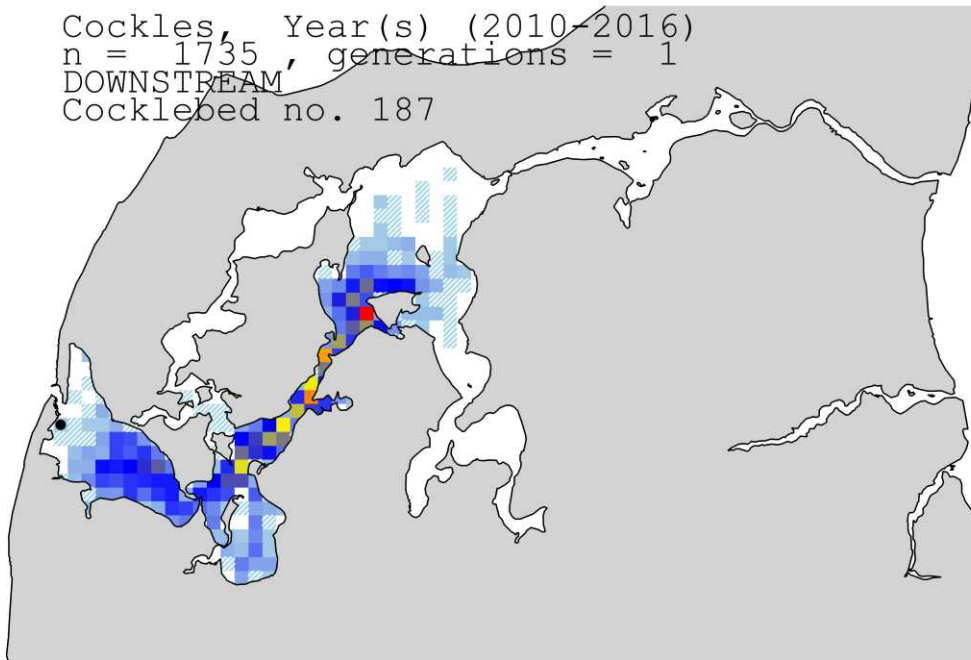 Cockles, Year(s) (2010-2016)
n = 1735 , generations = 1
DOWNSTREAM
Cocklebed no. 187